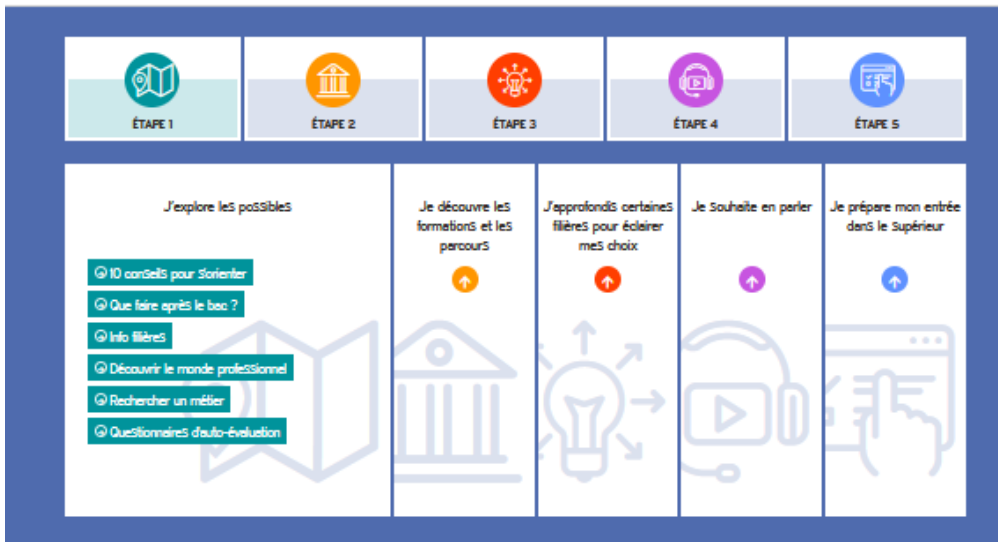 ÉTAPE 1
ÉTAPE 2
ÉTAPE 3
ÉTAPE 4
ÉTAPE 5
J'explore les possibles
10 conseils pour s'orienter
Que faire après le bac ?
Info filières
Découvrir le monde professionnel
Rechercher un métier
Questionnaires d'auto-évaluation
Je découvre les
formations et les
parcours
J'approfondis certaines
filières pour éclairer
mes choix
Je souhaite en parler
Je prépare mon entrée
dans le supérieur